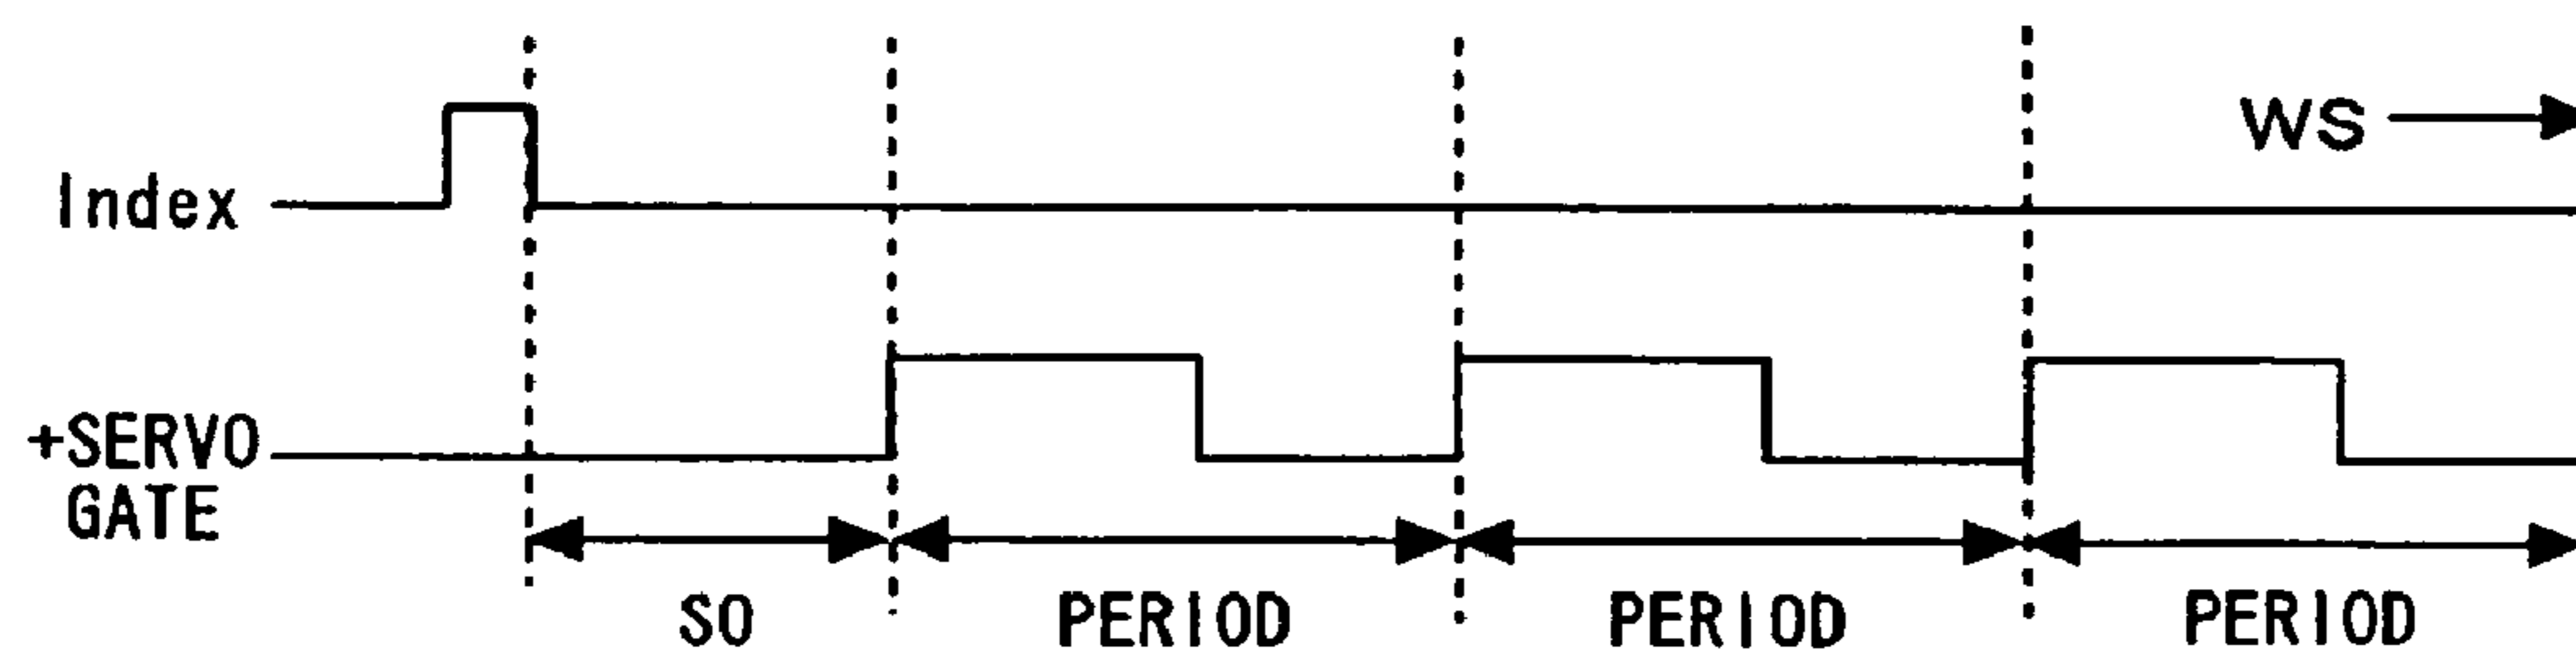 WS
Index
+SERVO
GATE
SO
PERIOD
PERIOD
PERIOD